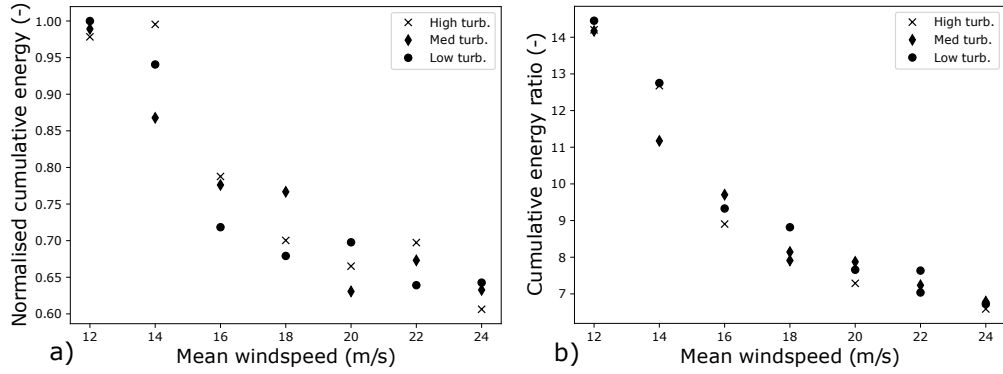 Normalised cumulative energy (-)
1.00
0.95
0.90
0.85
0.80
0.75
0.70
0.65
0.60
High turb.
Med turb.
Low turb.
12 14 16 18 20 22 24
a) Mean windspeed (m/s)
Cumulative energy ratio (-)
14
13
12
11
10
9
8
7
High turb.
Med turb.
Low turb.
12 14 16 18 20 22 24
b) Mean windspeed (m/s)